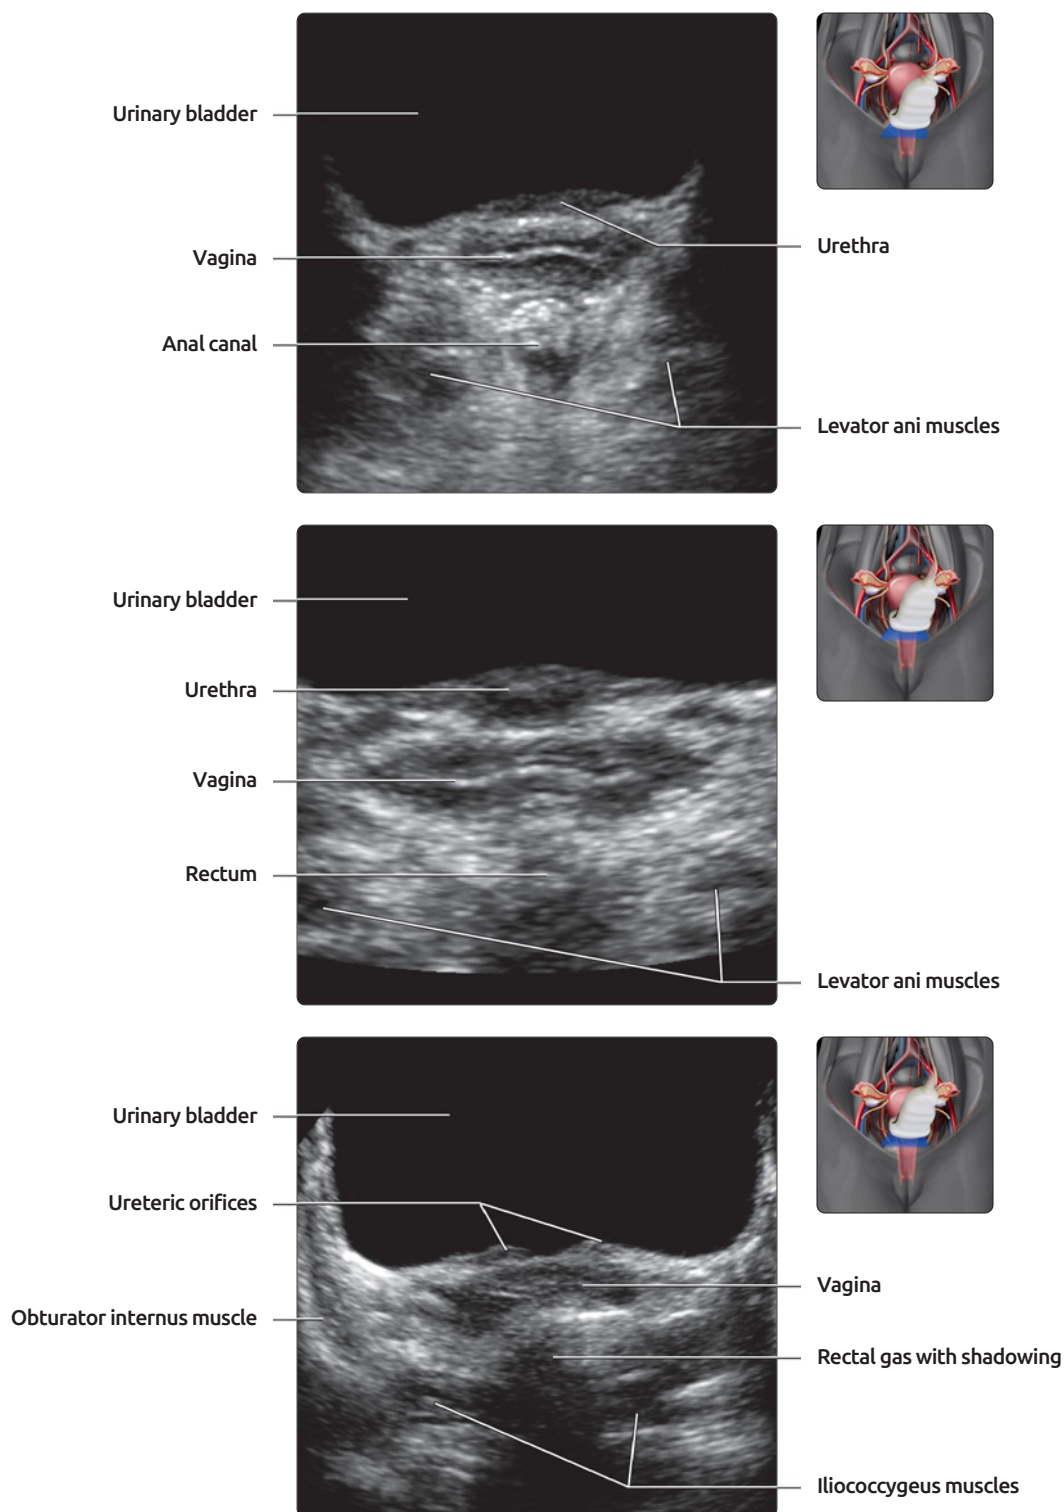 Urinary bladder
Urethra
Vagina
Anal canal
Levator ani muscles
Urinary bladder
Urethra
Vagina
Rectum
Levator ani muscles
Urinary bladder
Ureteric orifices
Vagina
Obturator internus muscle
Rectal gas with shadowing
Iliococcygeus muscles